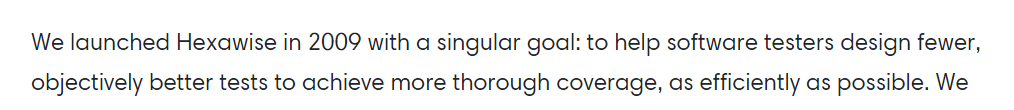 We launched Hexawise in 2009 with a singular goal: to help software testers design fewer,
objectively better tests to achieve more thorough coverage, as efficiently as possible. We